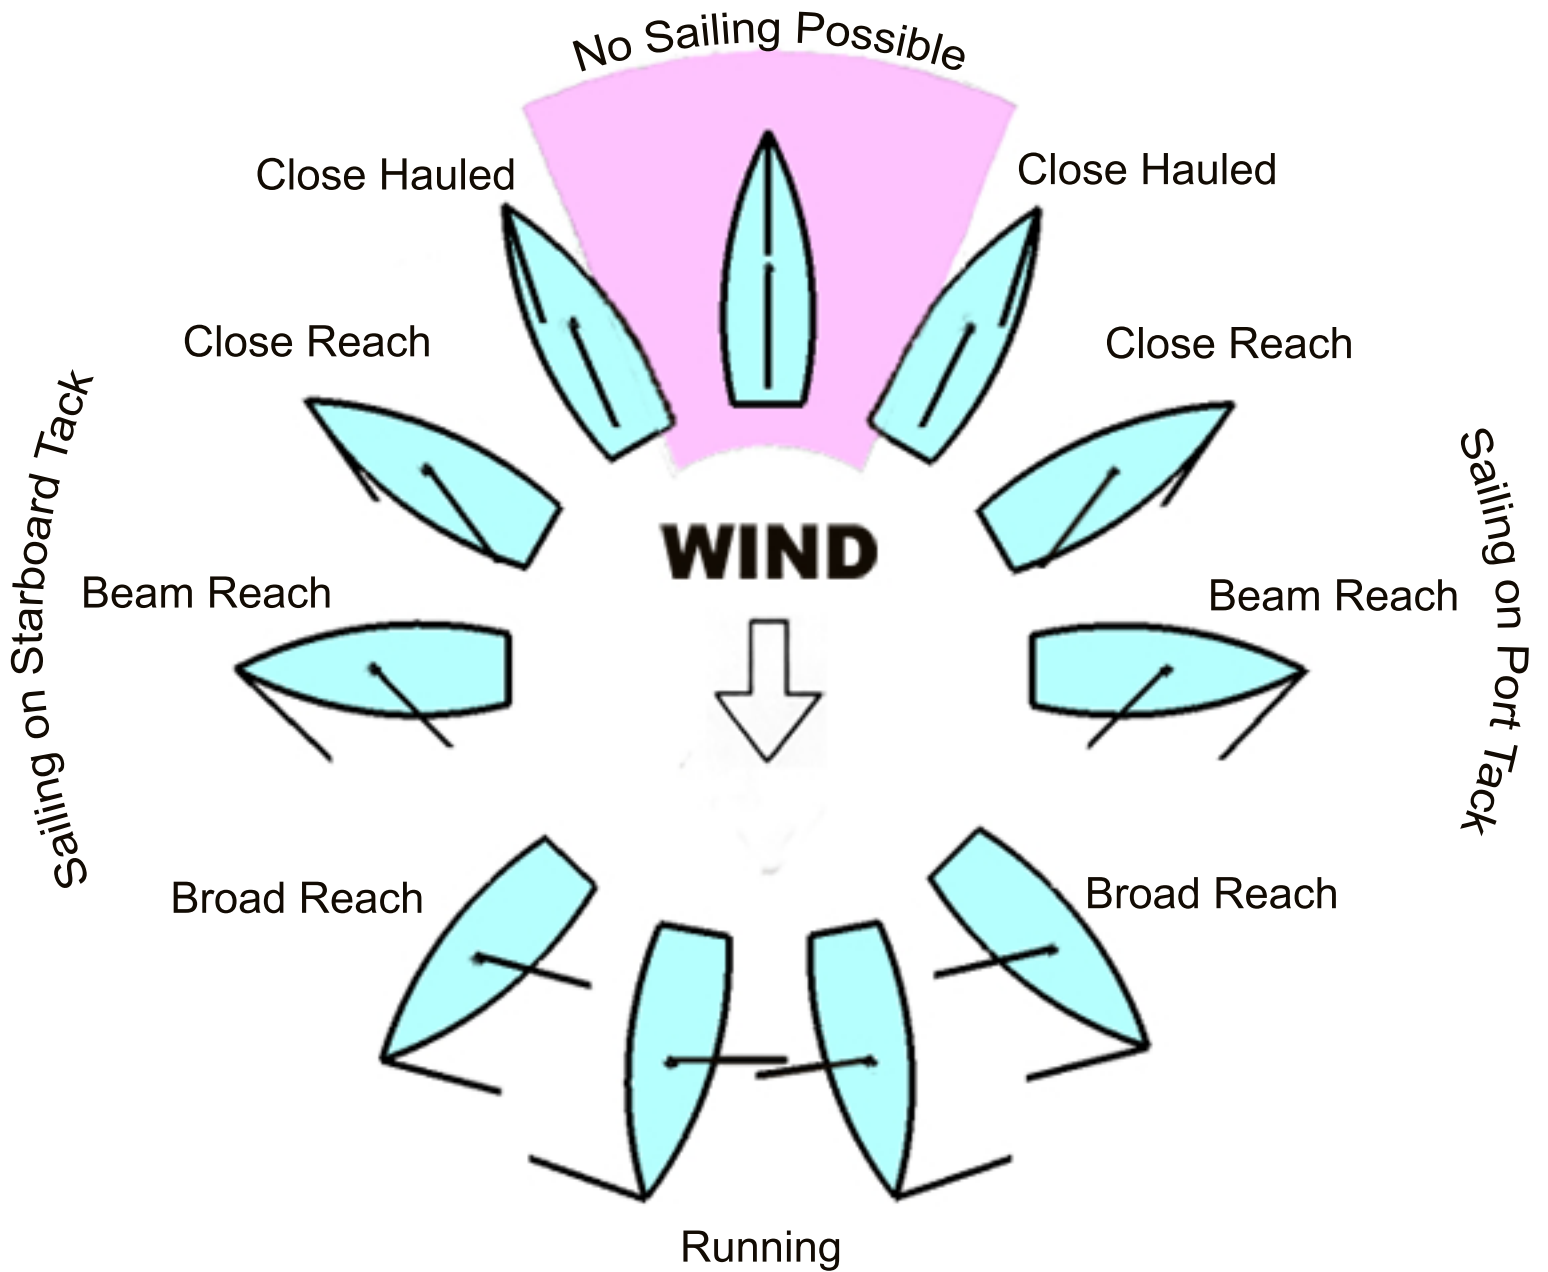 No Sailing Possible
Close Hauled
Close Hauled
Close Reach
Close Reach
Sailing on Starboard Tack
Sailing on Port Tack
WIND
Beam Reach
Beam Reach
Broad Reach
Broad Reach
Running